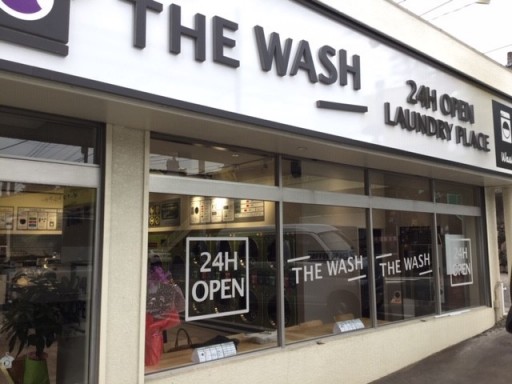 THE WASH
24H OPEN
LAUNDRY PLACE
24H
OPEN
THE WASH
THE WASH
24H
OPEN